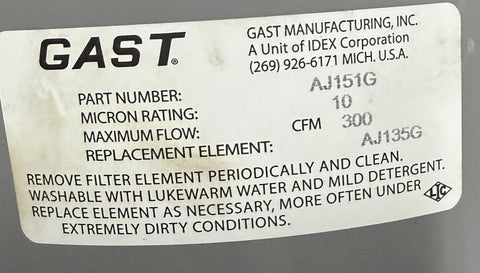 GAST®
GAST MANUFACTURING, INC.
A Unit of IDEX Corporation
(269) 926-6171 MICH. U.S.A.
PART NUMBER: AJ151G
MICRON RATING: 10
MAXIMUM FLOW: CFM 300
REPLACEMENT ELEMENT: AJ135G
REMOVE FILTER ELEMENT PERIODICALLY AND CLEAN.
WASHABLE WITH LUKEWARM WATER AND MILD DETERGENT.
REPLACE ELEMENT AS NECESSARY, MORE OFTEN UNDER
EXTREMELY DIRTY CONDITIONS.